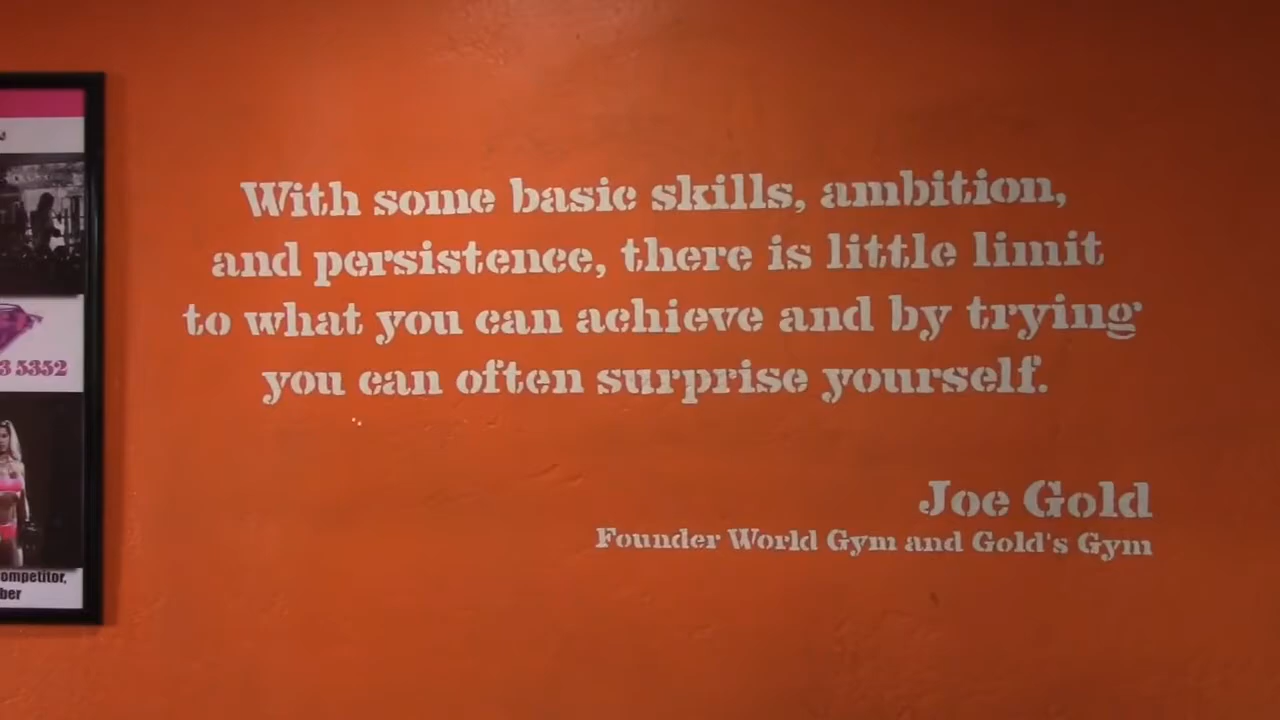 With some basic skills, ambition,
and persistence, there is little limit
to what you can achieve and by trying
you can often surprise yourself.
Joe Gold
Founder World Gym and Gold's Gym
3 5352
ompetitor,
ber